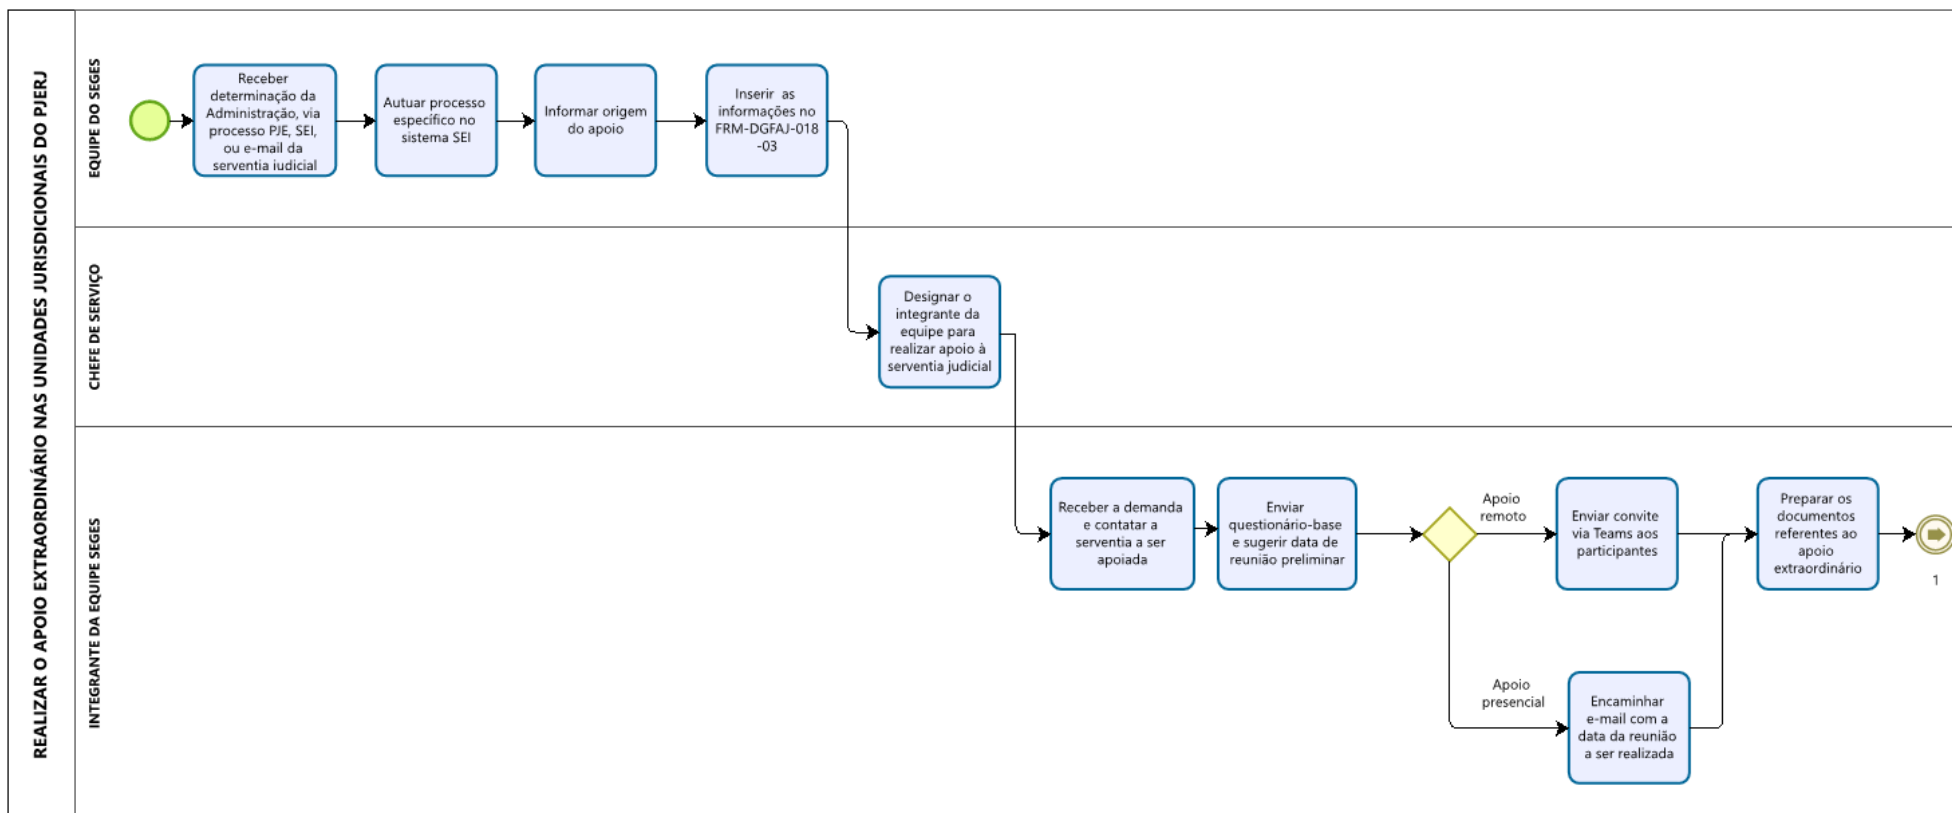 REALIZAR O APOIO EXTRAORDINÁRIO NAS UNIDADES JURISDICIONAIS DO PJERJ
EQUIPE DO SEGES
Receber
determinação da
Administração, via
processo PJE, SEI,
ou e-mail da
serventia judicial
Autuar processo
específico no
sistema SEI
Informar origem
do apoio
Inserir as
informações no
FRM-DGFAJ-018
-03
CHEFE DE SERVIÇO
Designar o
integrante da
equipe para
realizar apoio à
serventia judicial
INTEGRANTE DA EQUIPE SEGES
Receber a demanda
e contatar a
serventia a ser
apoiada
Enviar
questionário-base
e sugerir data de
reunião preliminar
Apoio
remoto
Enviar convite
via Teams aos
participantes
Apoio
presencial
Encaminhar
e-mail com a
data da reunião
a ser realizada
Preparar os
documentos
referentes ao
apoio
extraordinário
1